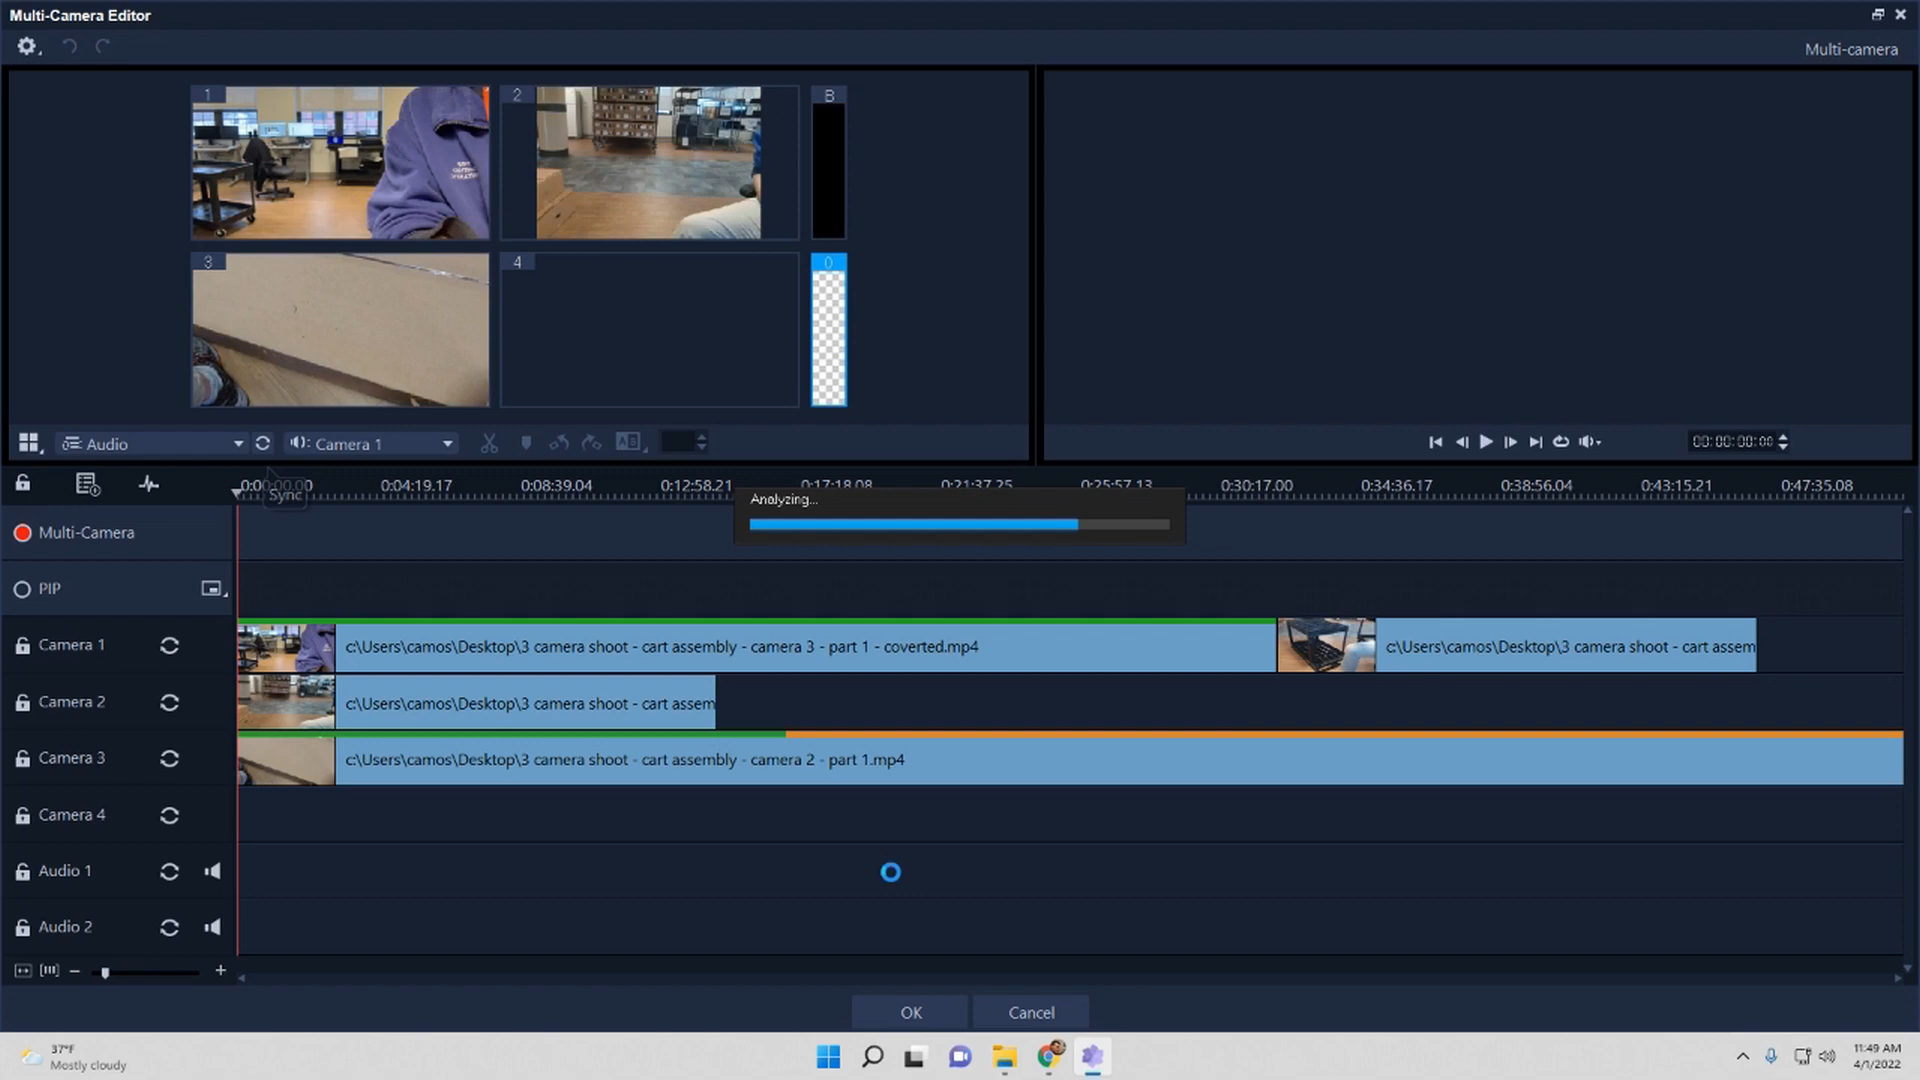 Multi-Camera Editor
Multi-camera
1
2
B
3
4
0
Audio
Camera 1
00:00:00:00
0:04:19.17
0:08:39.04
0:12:58.21
0:17:18.08
0:21:37.25
0:25:57.13
0:30:17.00
0:34:36.17
0:38:56.04
0:43:15.21
0:47:35.08
Sync
Analyzing...
Multi-Camera
PIP
Camera 1
c:\Users\camos\Desktop\3 camera shoot - cart assembly - camera 3 - part 1 - coverted.mp4
c:\Users\camos\Desktop\3 camera shoot - cart assem
Camera 2
c:\Users\camos\Desktop\3 camera shoot - cart assem
Camera 3
c:\Users\camos\Desktop\3 camera shoot - cart assembly - camera 2 - part 1.mp4
Camera 4
Audio 1
Audio 2
OK
Cancel
37°F
Mostly cloudy
11:49 AM
4/1/2022